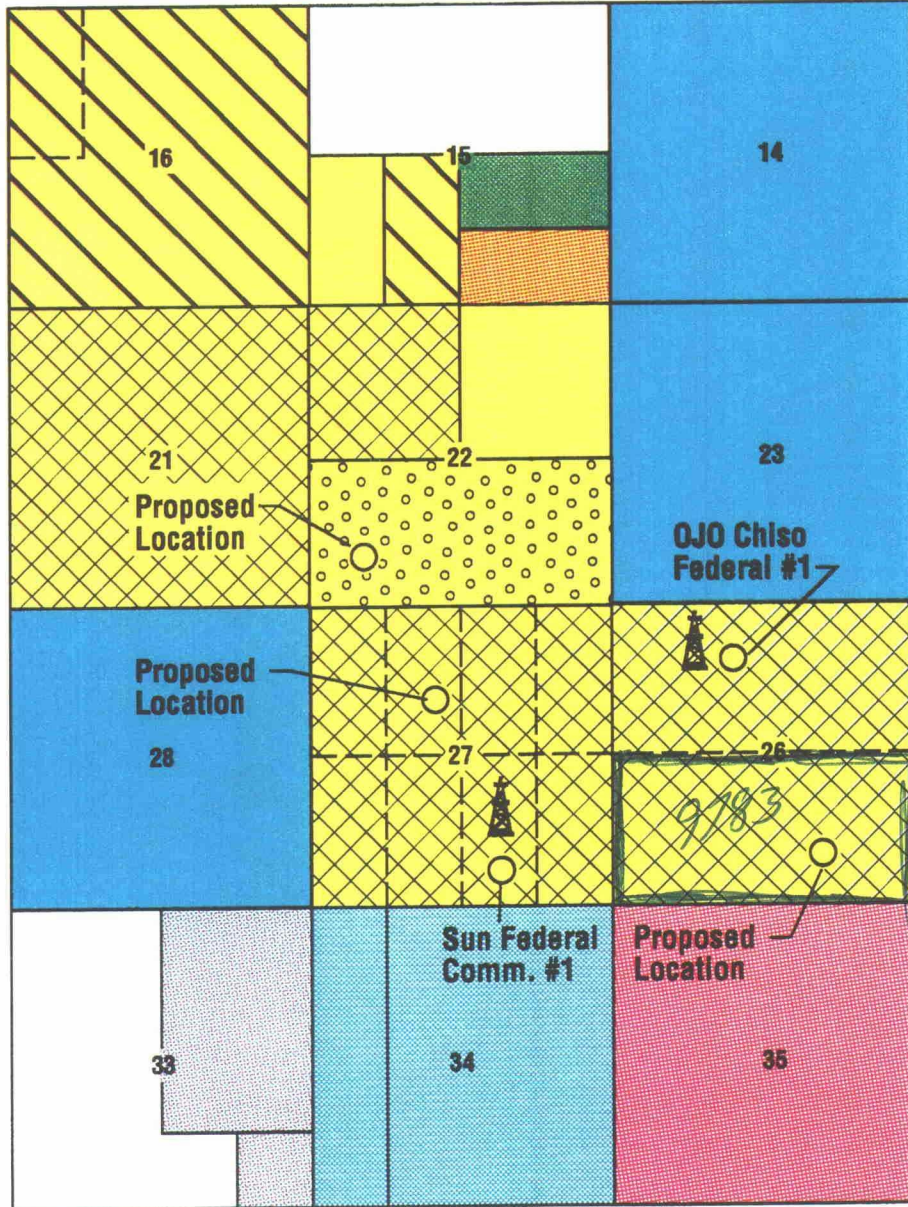 16
15
14
21
22
23
Proposed
Location
OJO Chiso
Federal #1
Proposed
Location
28
27
26
9783
Sun Federal
Comm. #1
Proposed
Location
33
34
35